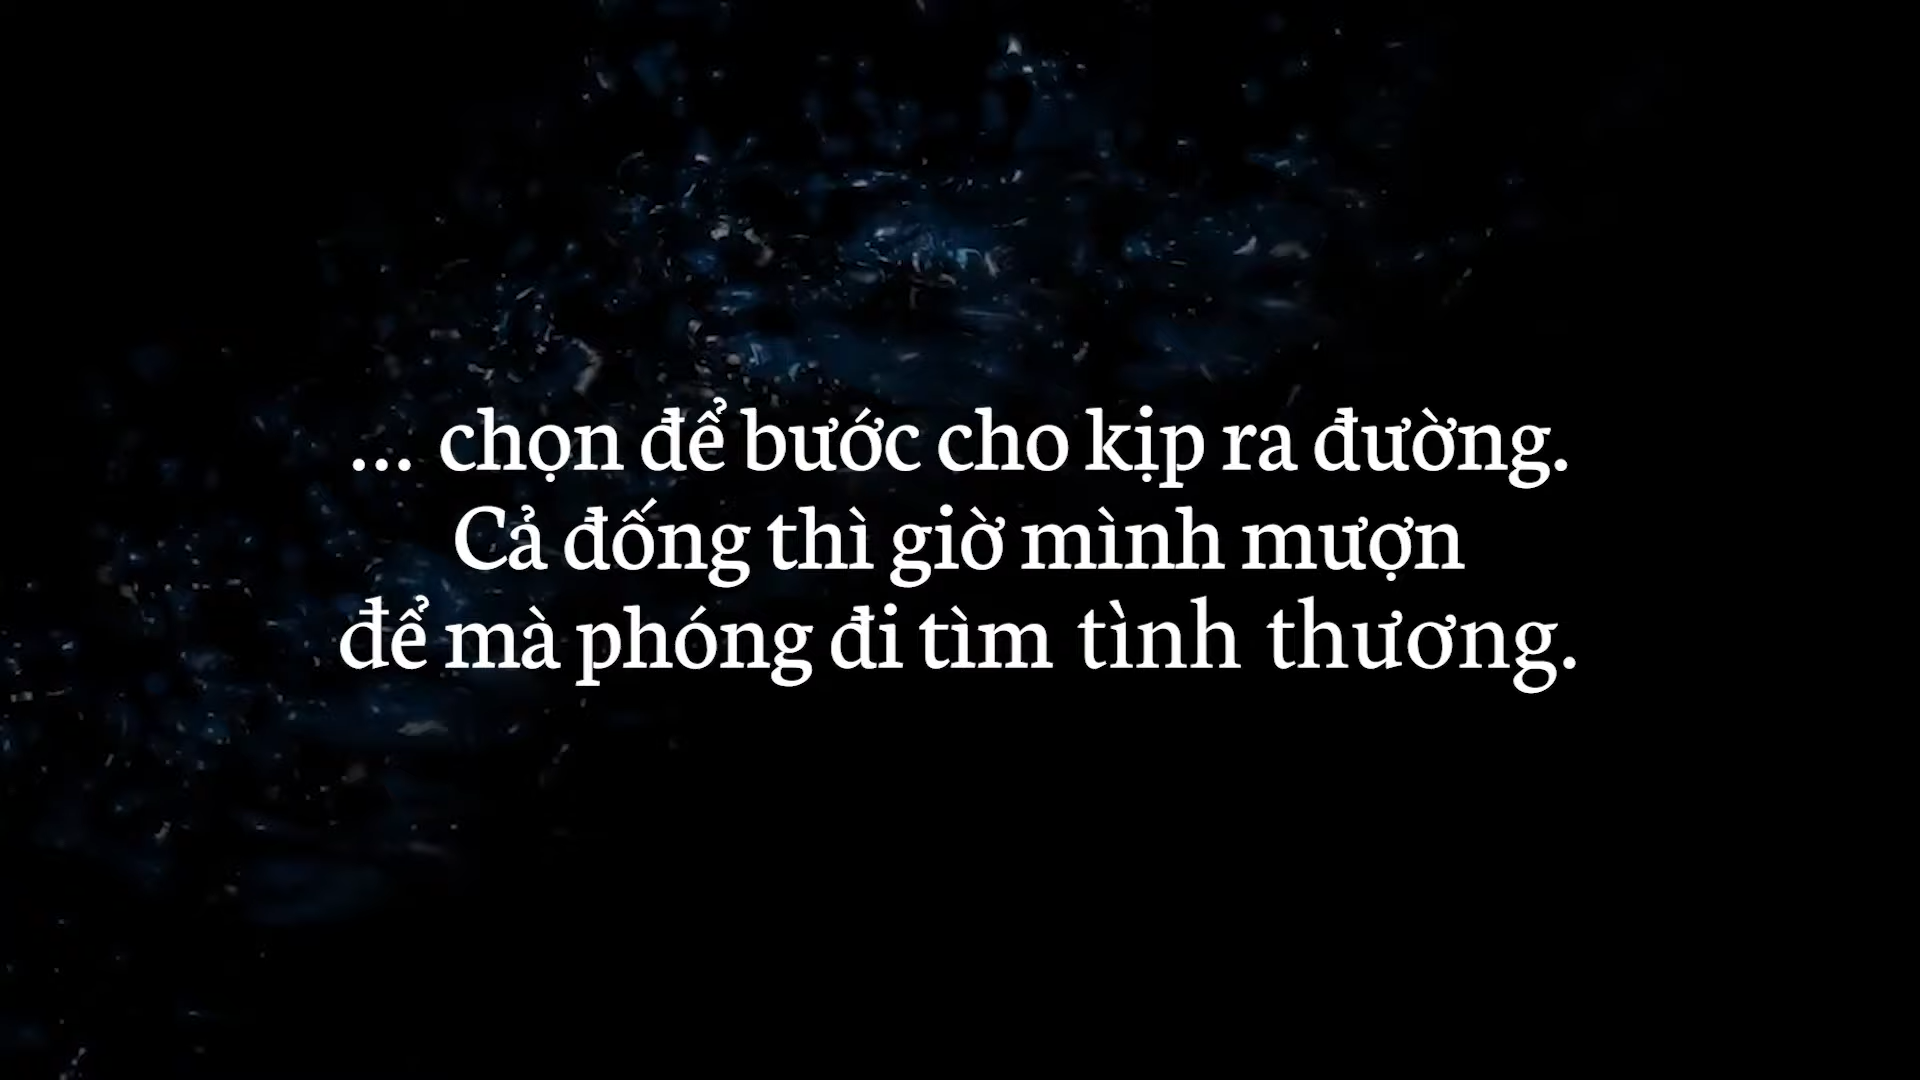 ... chọn để bước cho kịp ra đường.
Cả đống thì giờ mình mượn
để mà phóng đi tìm tình thương.